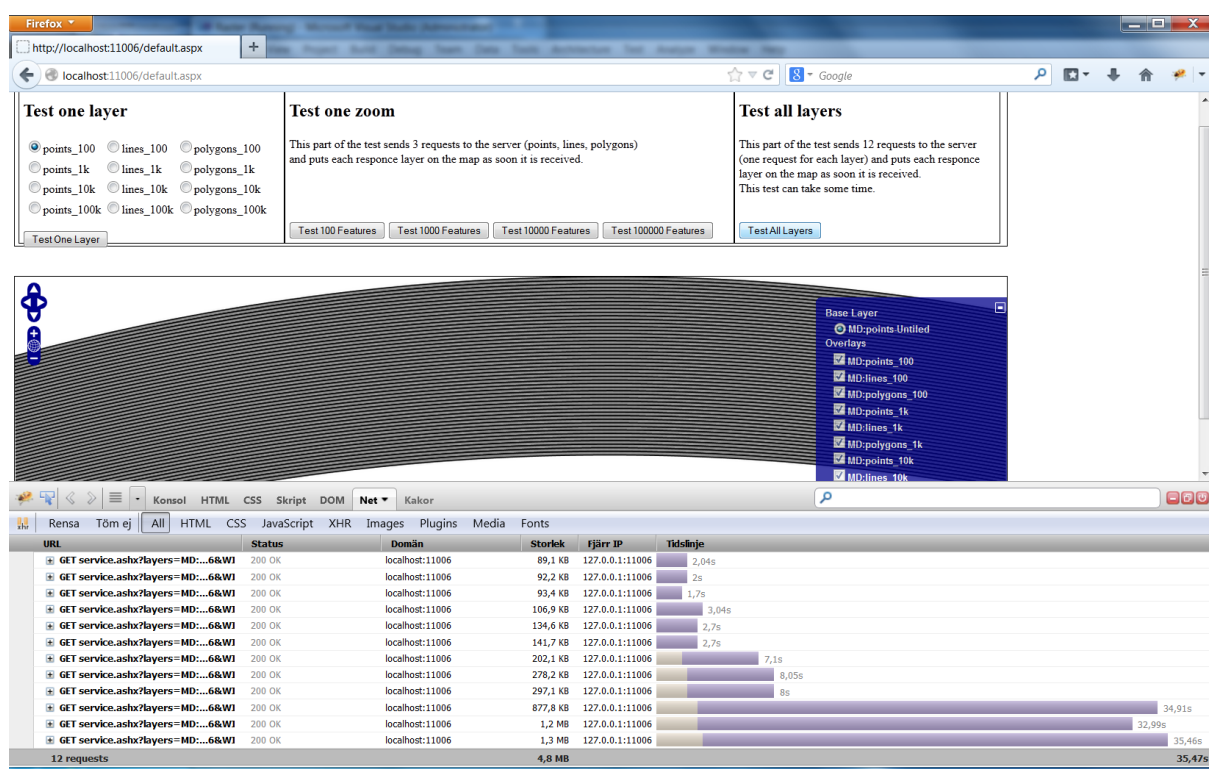 Firefox
http://localhost:11006/default.aspx
localhost:11006/default.aspx
Google
Test one layer
points_100 lines_100 polygons_100
points_1k lines_1k polygons_1k
points_10k lines_10k polygons_10k
points_100k lines_100k polygons_100k
Test One Layer
Test one zoom
This part of the test sends 3 requests to the server (points, lines, polygons)
and puts each responce layer on the map as soon it is received.
Test 100 Features Test 1000 Features Test 10000 Features Test 100000 Features
Test all layers
This part of the test sends 12 requests to the server
(one request for each layer) and puts each responce
layer on the map as soon it is received.
This test can take some time.
Test All Layers
Base Layer
MD:points-Untiled
Overlays
MD:points_100
MD:lines_100
MD:polygons_100
MD:points_1k
MD:lines_1k
MD:polygons_1k
MD:points_10k
MD:lines_10k
Konsol HTML CSS Skript DOM Net Kakor
Rensa Töm ej All HTML CSS JavaScript XHR Images Plugins Media Fonts
URL Status Domän Storlek Fjärr IP Tidslinje
GET service.ashx?layers=MD:...6&WI 200 OK localhost:11006 89,1 KB 127.0.0.1:11006 2,04s
GET service.ashx?layers=MD:...6&WI 200 OK localhost:11006 92,2 KB 127.0.0.1:11006 2s
GET service.ashx?layers=MD:...6&WI 200 OK localhost:11006 93,4 KB 127.0.0.1:11006 1,7s
GET service.ashx?layers=MD:...6&WI 200 OK localhost:11006 106,9 KB 127.0.0.1:11006 3,04s
GET service.ashx?layers=MD:...6&WI 200 OK localhost:11006 134,6 KB 127.0.0.1:11006 2,7s
GET service.ashx?layers=MD:...6&WI 200 OK localhost:11006 141,7 KB 127.0.0.1:11006 2,7s
GET service.ashx?layers=MD:...6&WI 200 OK localhost:11006 202,1 KB 127.0.0.1:11006 7,1s
GET service.ashx?layers=MD:...6&WI 200 OK localhost:11006 278,2 KB 127.0.0.1:11006 8,05s
GET service.ashx?layers=MD:...6&WI 200 OK localhost:11006 297,1 KB 127.0.0.1:11006 8s
GET service.ashx?layers=MD:...6&WI 200 OK localhost:11006 877,8 KB 127.0.0.1:11006 34,91s
GET service.ashx?layers=MD:...6&WI 200 OK localhost:11006 1,2 MB 127.0.0.1:11006 32,99s
GET service.ashx?layers=MD:...6&WI 200 OK localhost:11006 1,3 MB 127.0.0.1:11006 35,46s
12 requests 4,8 MB 35,47s